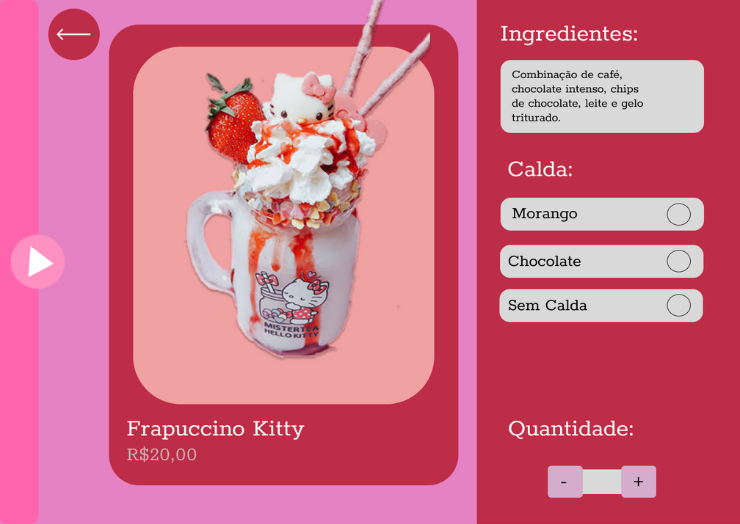 Ingredientes:
Combinação de café,
chocolate intenso, chips
de chocolate, leite e gelo
triturado.
Calda:
Morango
Chocolate
Sem Calda
MISTERTEA
HELLO KITTY
Frapuccino Kitty
R$20,00
Quantidade:
- +